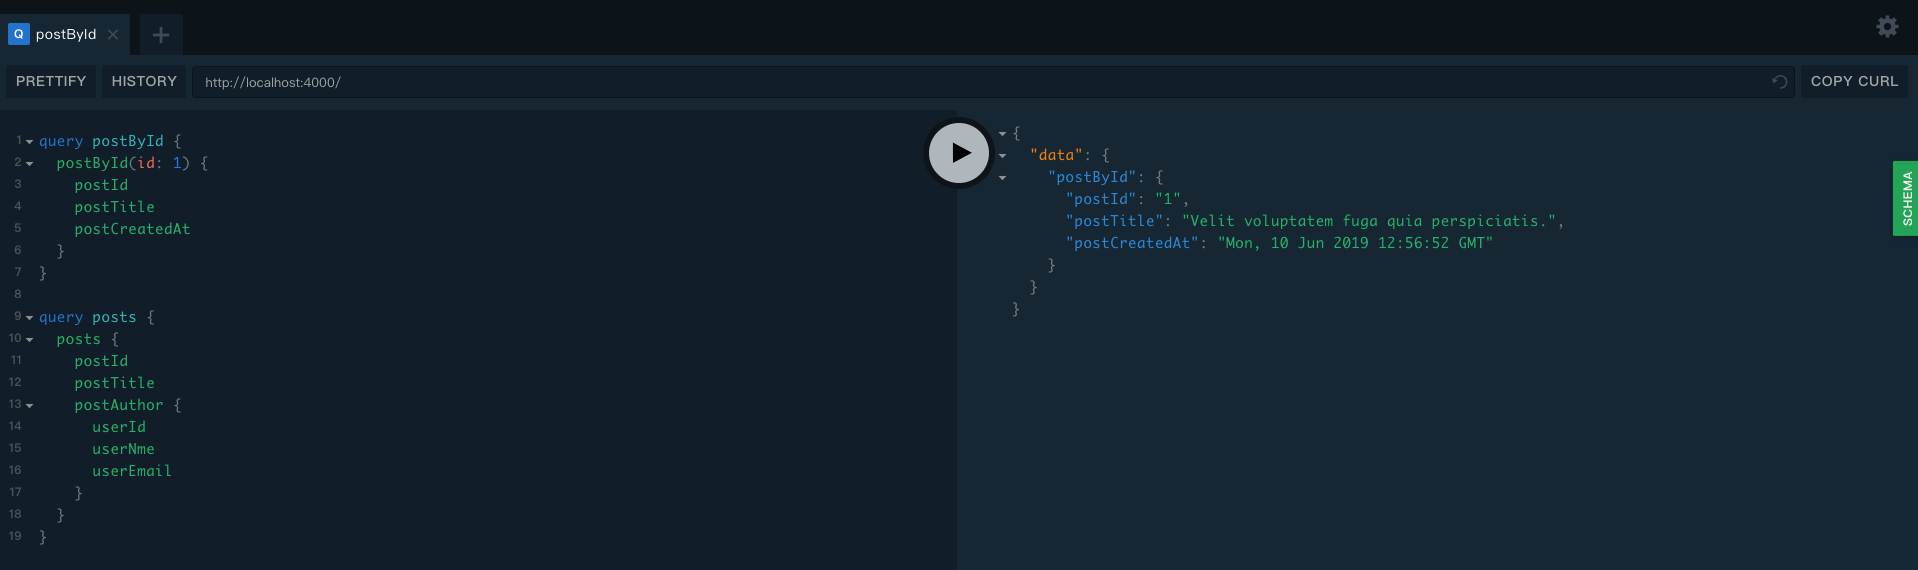 Q postById
PRETTIFY HISTORY http://localhost:4000/ COPY CURL
1 query postById {
2 postById(id: 1) {
3 postId
4 postTitle
5 postCreatedAt
6 }
7 }
8
9 query posts {
10 posts {
11 postId
12 postTitle
13 postAuthor {
14 userId
15 userNme
16 userEmail
17 }
18 }
19 }
{
"data": {
"postById": {
"postId": "1",
"postTitle": "Velit voluptatem fuga quia perspiciatis.",
"postCreatedAt": "Mon, 10 Jun 2019 12:56:52 GMT"
}
}
}
SCHEMA